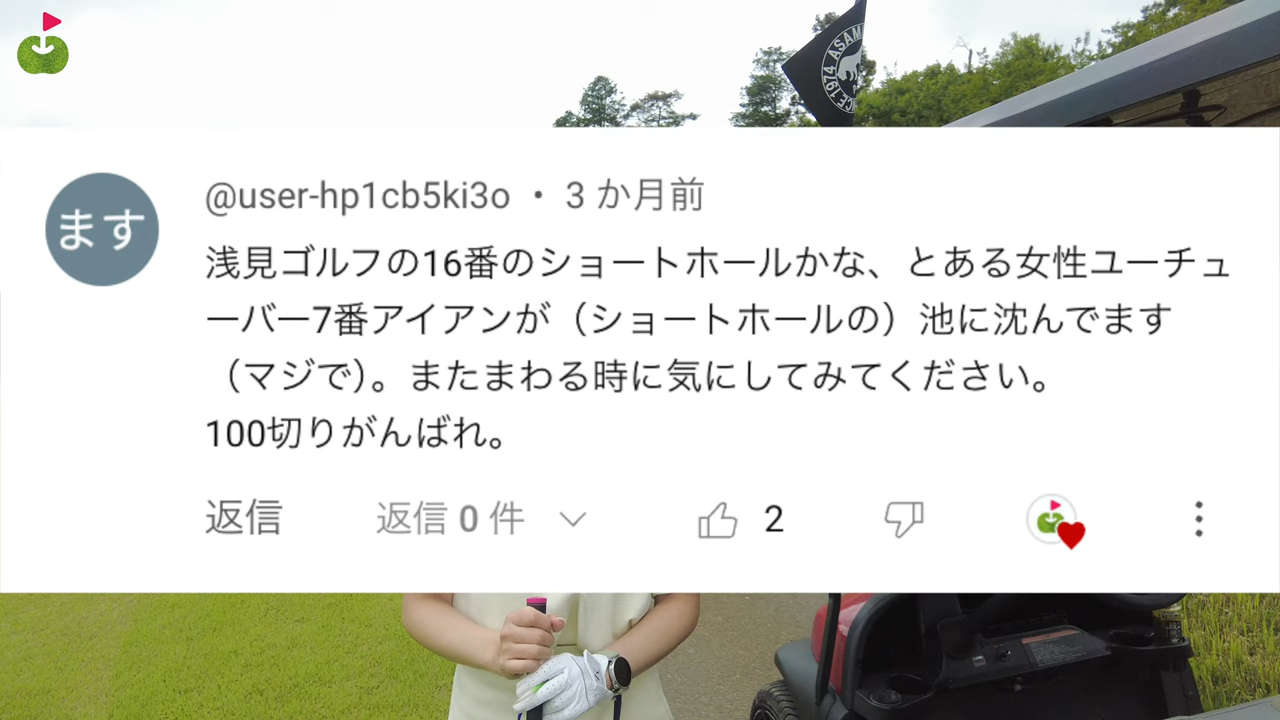 SINCE 1974 ASAMI
ます
@user-hp1cb5ki3o ・ 3 か月前
浅見ゴルフの16番のショートホールかな、とある女性ユーチュ
ーバー7番アイアンが（ショートホールの）池に沈んでます
（マジで）。またまわる時に気にしてみてください。
100切りがんばれ。
返信
返信 0 件
2